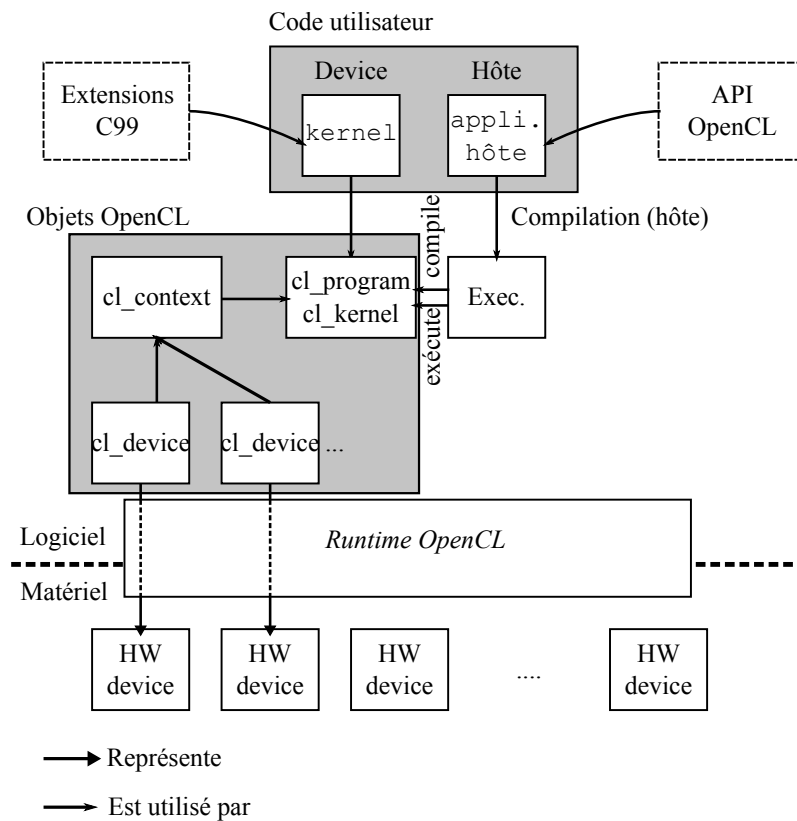 Code utilisateur
Device
Hôte
Extensions
C99
kernel
appli.
hôte
API
OpenCL
Objets OpenCL
Compilation (hôte)
compile
cl_context
cl_program
cl_kernel
Exec.
exécute
cl_device
cl_device
...
Logiciel
Runtime OpenCL
Matériel
HW
device
HW
device
HW
device
....
HW
device
Représente
Est utilisé par